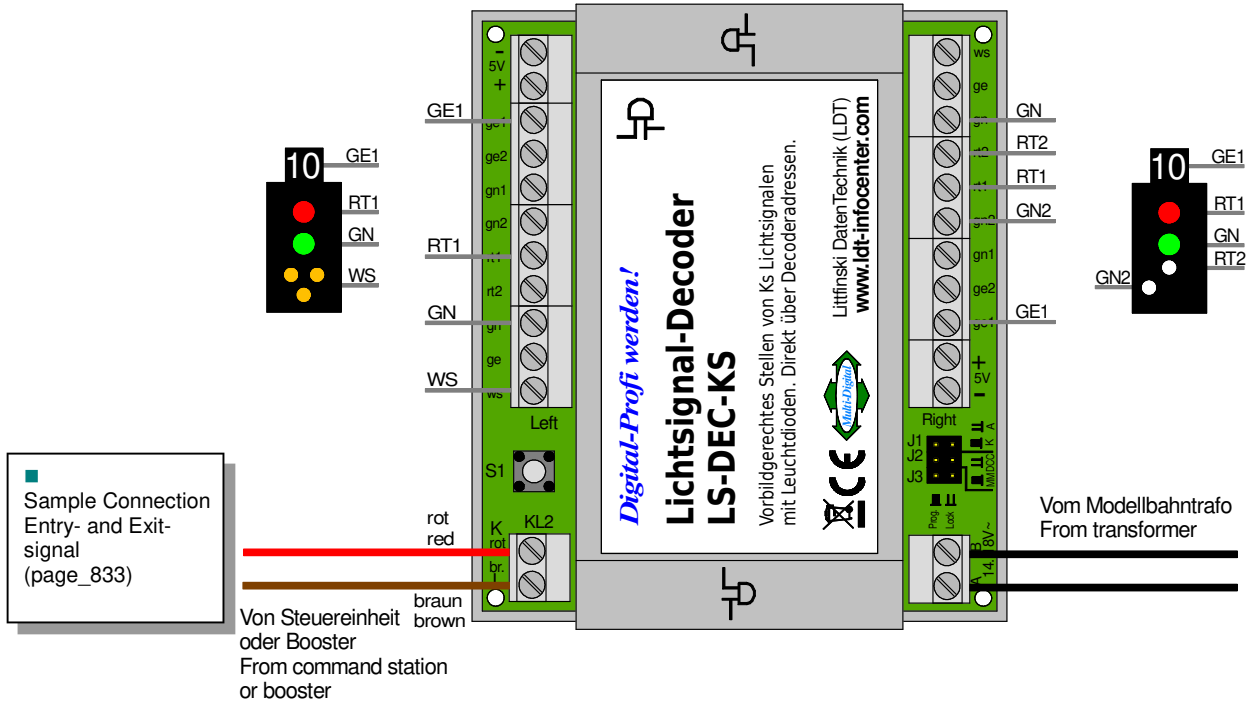 10
GE1
RT1
GN
WS
GE1
RT1
GN
WS
-
5V
+
ge1
ge2
gn1
gn2
rt1
rt2
gn
ge
ws
Left
S1
KL2
K
rot
br.
Digital-Profi werden!
Lichtsignal-Decoder
LS-DEC-KS
Vorbildgerechtes Stellen von Ks Lichtsignalen
mit Leuchtdioden. Direkt über Decoderadressen.
Littfinski DatenTechnik (LDT)
www.ldt-infocenter.com
Multi-Digital
CE
ws
ge
gn
rt2
rt1
gn2
gn1
ge2
ge1
+
5V
-
Right
J1
J2
J3
A
K
DCC
MM
Prog.
Lock
B
A
GN
RT2
RT1
GN2
GE1
10
GE1
RT1
GN
RT2
GN2
Sample Connection
Entry- and Exit-
signal
(page_833)
rot
red
braun
brown
Von Steuereinheit
oder Booster
From command station
or booster
Vom Modellbahntrafo
From transformer